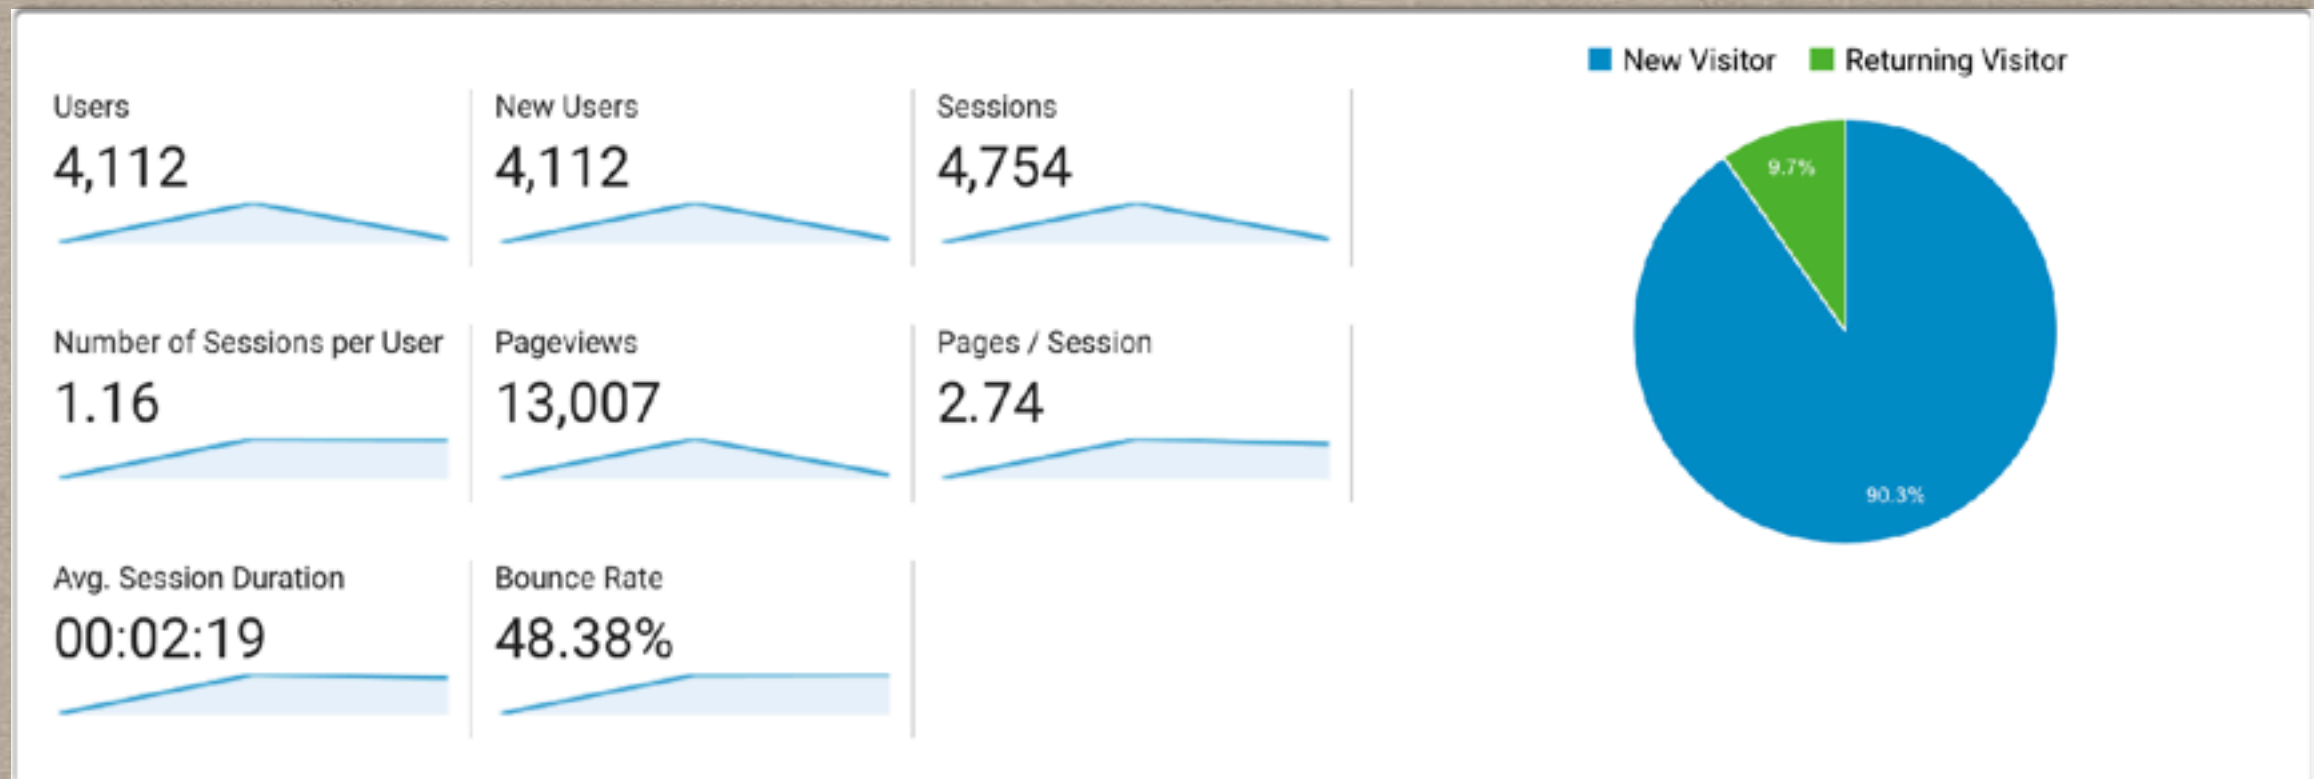 New Visitor
Returning Visitor
Users
4,112
New Users
4,112
Sessions
4,754
9.7%
90.3%
Number of Sessions per User
1.16
Pageviews
13,007
Pages / Session
2.74
Avg. Session Duration
00:02:19
Bounce Rate
48.38%